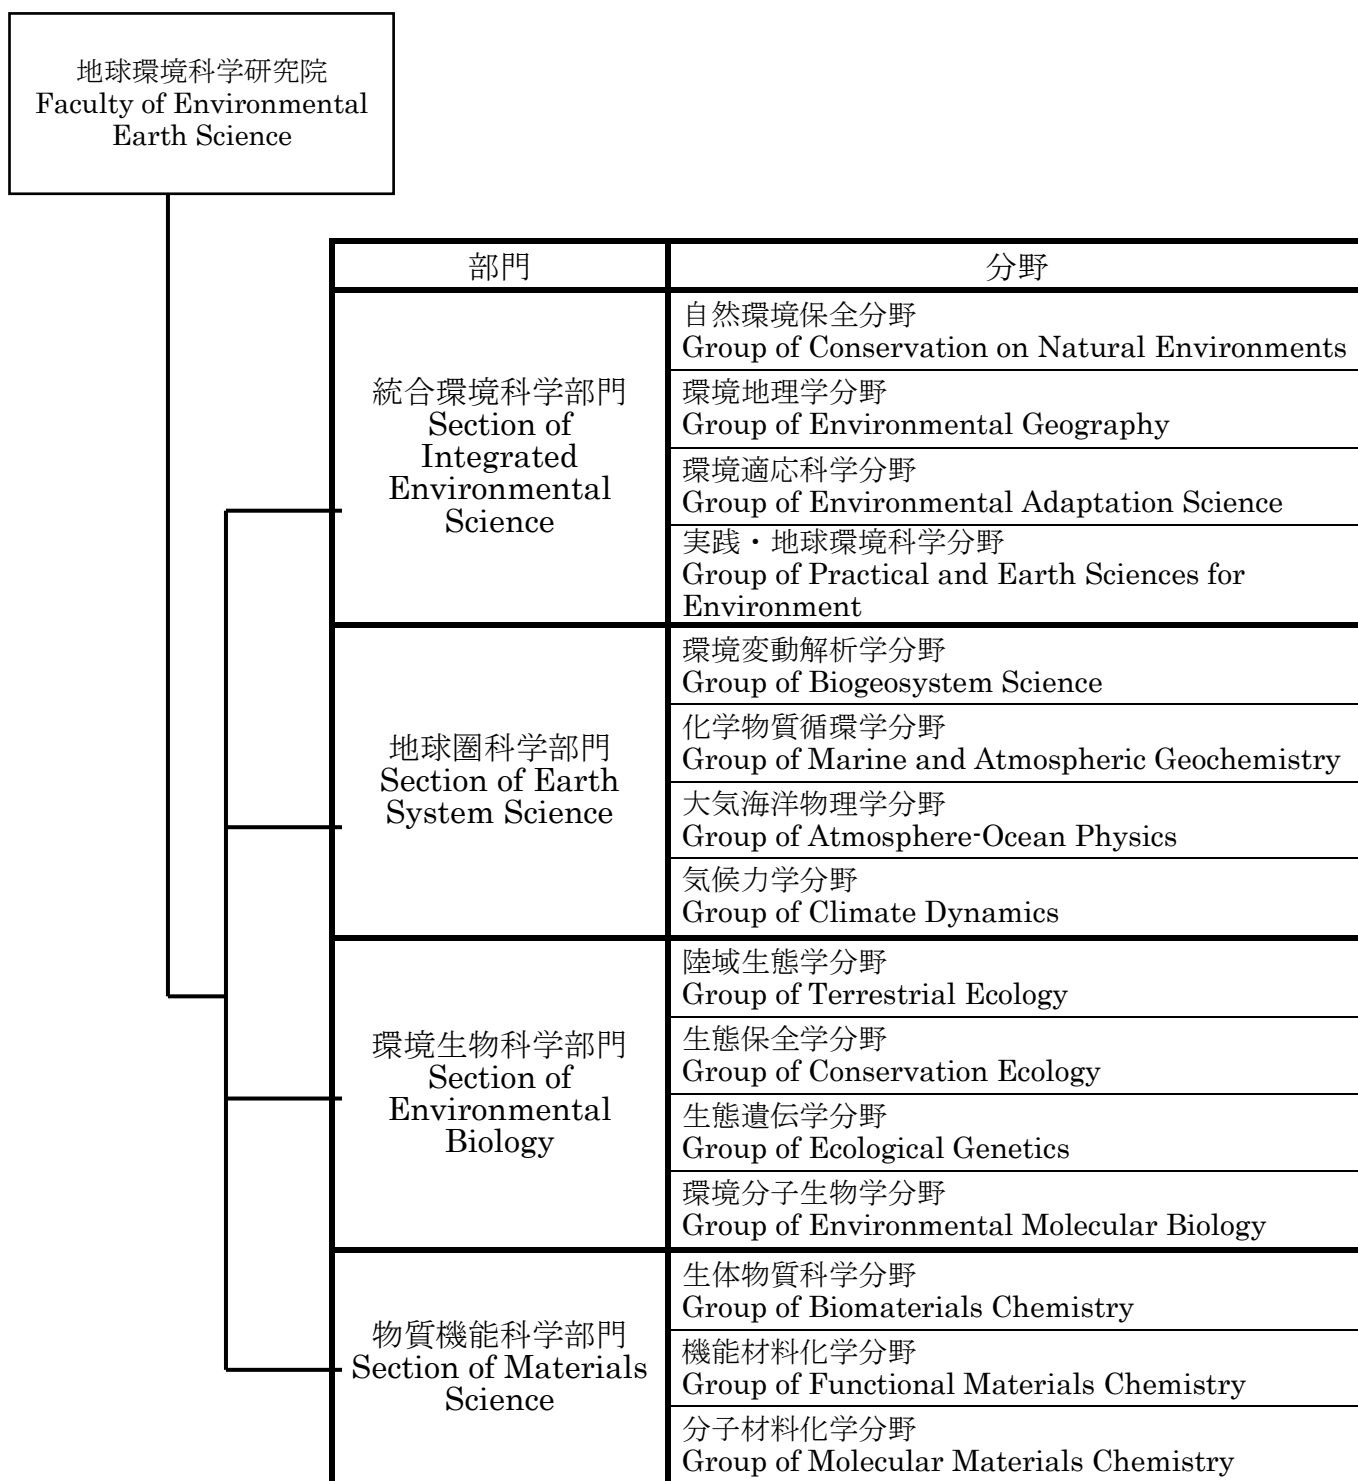 地球環境科学研究院
Faculty of Environmental
Earth Science
部門
分野
統合環境科学部門
Section of
Integrated
Environmental
Science
自然環境保全分野
Group of Conservation on Natural Environments
環境地理学分野
Group of Environmental Geography
環境適応科学分野
Group of Environmental Adaptation Science
実践・地球環境科学分野
Group of Practical and Earth Sciences for
Environment
地球圏科学部門
Section of Earth
System Science
環境変動解析学分野
Group of Biogeosystem Science
化学物質循環学分野
Group of Marine and Atmospheric Geochemistry
大気海洋物理学分野
Group of Atmosphere-Ocean Physics
気候力学分野
Group of Climate Dynamics
環境生物科学部門
Section of
Environmental
Biology
陸域生態学分野
Group of Terrestrial Ecology
生態保全学分野
Group of Conservation Ecology
生態遺伝学分野
Group of Ecological Genetics
環境分子生物学分野
Group of Environmental Molecular Biology
物質機能科学部門
Section of Materials
Science
生体物質科学分野
Group of Biomaterials Chemistry
機能材料化学分野
Group of Functional Materials Chemistry
分子材料化学分野
Group of Molecular Materials Chemistry